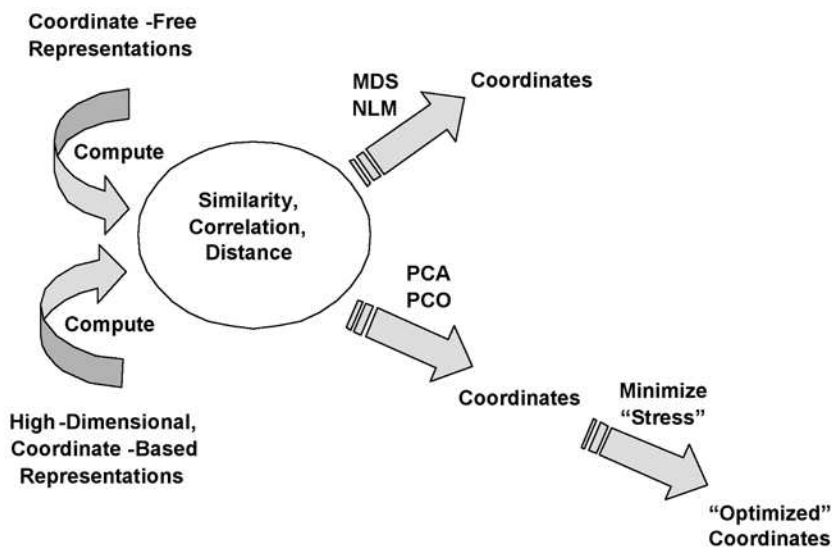 Coordinate -Free
Representations
Compute
Similarity,
Correlation,
Distance
MDS
NLM
Coordinates
Compute
High -Dimensional,
Coordinate -Based
Representations
PCA
PCO
Coordinates
Minimize
“Stress”
“Optimized”
Coordinates